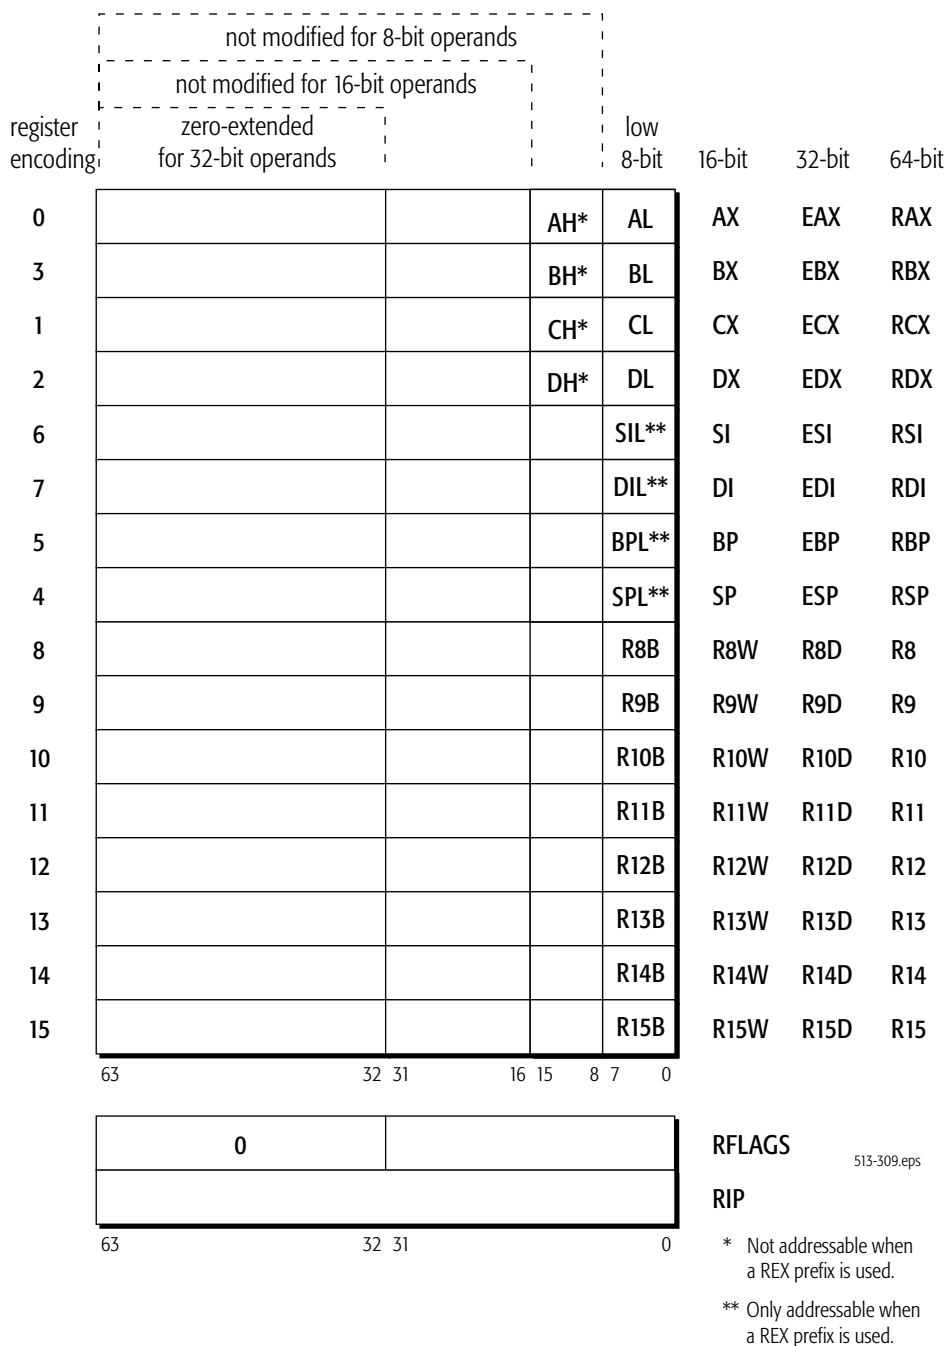 not modified for 8-bit operands
not modified for 16-bit operands
register zero-extended low
encoding for 32-bit operands 8-bit 16-bit 32-bit 64-bit
0 AH* AL AX EAX RAX
3 BH* BL BX EBX RBX
1 CH* CL CX ECX RCX
2 DH* DL DX EDX RDX
6 SIL** SI ESI RSI
7 DIL** DI EDI RDI
5 BPL** BP EBP RBP
4 SPL** SP ESP RSP
8 R8B R8W R8D R8
9 R9B R9W R9D R9
10 R10B R10W R10D R10
11 R11B R11W R11D R11
12 R12B R12W R12D R12
13 R13B R13W R13D R13
14 R14B R14W R14D R14
15 R15B R15W R15D R15
63 32 31 16 15 8 7 0
0 RFLAGS 513-309.eps
RIP
63 32 31 0
* Not addressable when
a REX prefix is used.
** Only addressable when
a REX prefix is used.